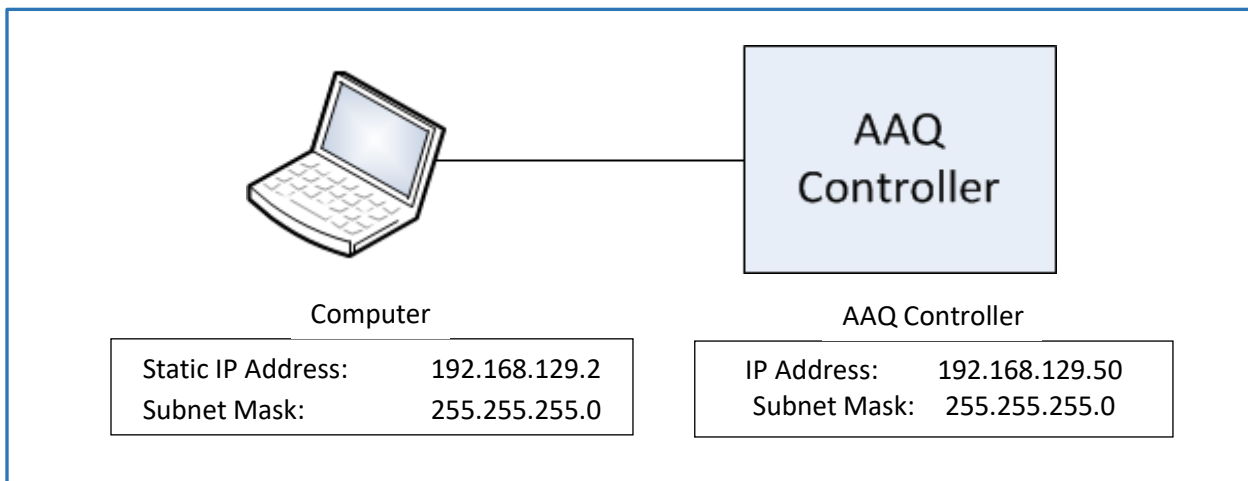 AAQ
Controller
Computer
Static IP Address: 192.168.129.2
Subnet Mask: 255.255.255.0
AAQ Controller
IP Address: 192.168.129.50
Subnet Mask: 255.255.255.0